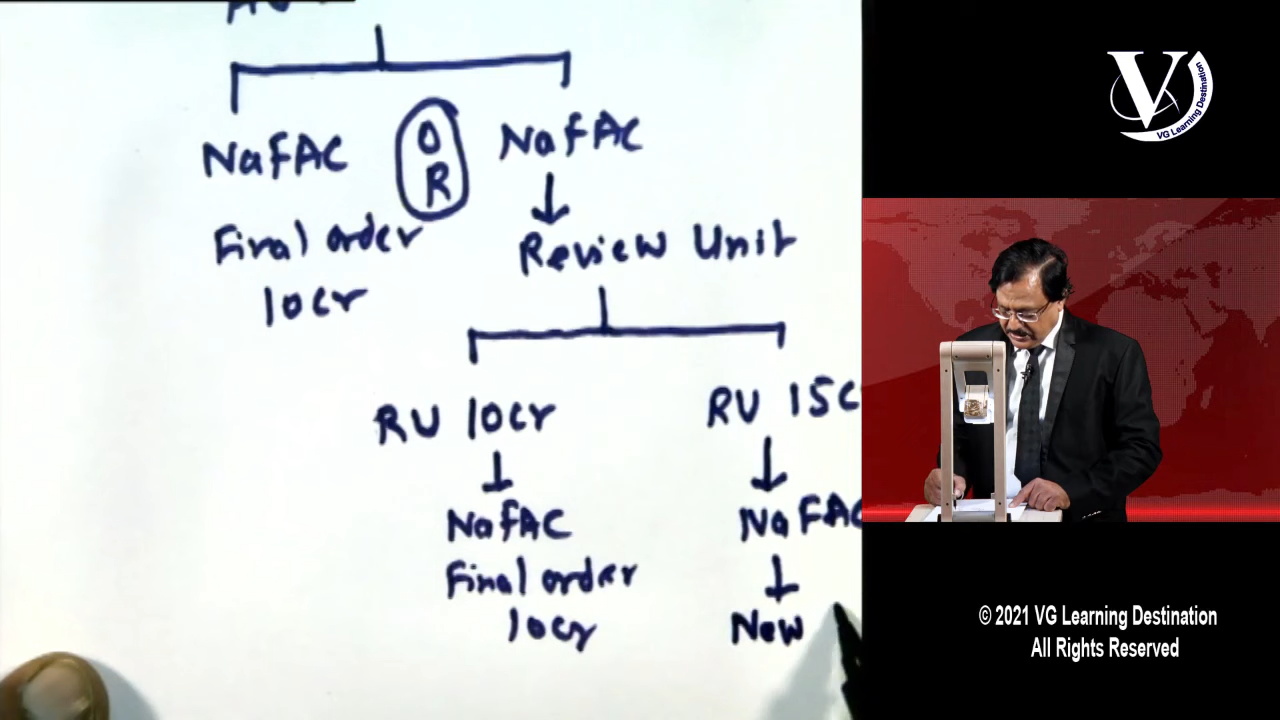 NaFAC
O
R
NaFAC
Final order
10cr
Review Unit
RU 10cr
RU 15C
NaFAC
Final order
10cr
NaFAC
New
V
VG Learning Destination
© 2021 VG Learning Destination
All Rights Reserved